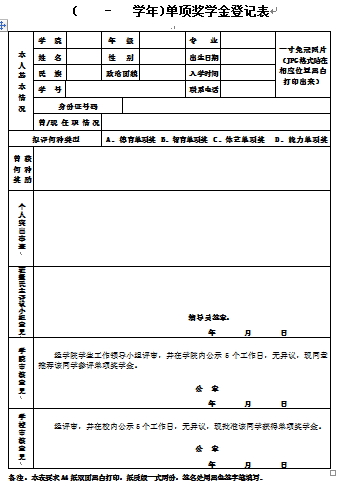 (    -    学年)单项奖学金登记表
本人基本情况
学 院 年 级 专 业
一寸免冠照片
(JPG格式贴在
相应位置黑白
打印出来)
姓 名 性 别 出生日期
民 族 政治面貌 入学时间
学 号 联系电话
身份证号码
曾/现 任 职 情 况
拟评何种类型 A、德育单项奖 B、智育单项奖 C、体艺单项奖 D、能力单项奖
曾 获
何 种
奖 励
个人突出事迹
班级民主评议小组意见
辅导员签章:
年 月 日
学院审核意见
经学院学生工作领导小组评审，并在学院内公示 5 个工作日，无异议，现同意
推荐该同学参评单项奖学金。
公 章
年 月 日
学校审核意见
经评审，并在校内公示5个工作日，无异议，现批准该同学获得单项奖学金。
公 章
年 月 日
备注：本表要求A4纸双面黑白打印，纸质版一式两份，签名处用黑色签字笔填写。